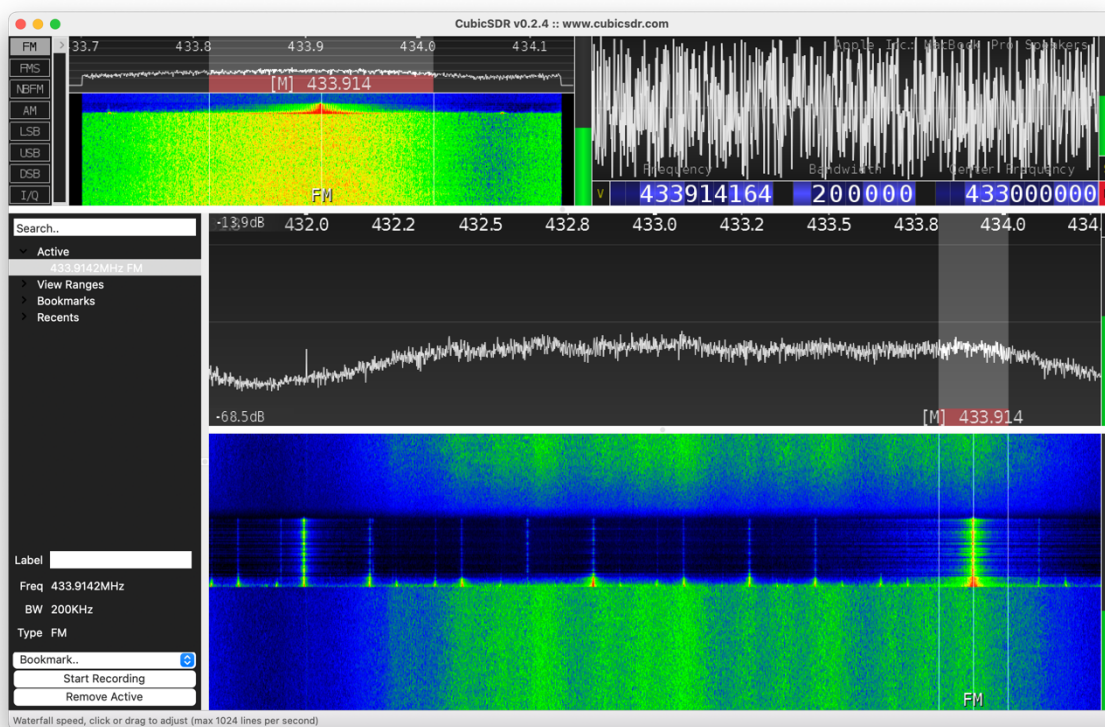 CubicSDR v0.2.4 :: www.cubicsdr.com
FM
FMS
NBFM
AM
LSB
USB
DSB
I/Q
>
33.7 433.8 433.9 434.0 434.1
[M] 433.914
FM
Apple Inc.: MacBook Pro Speakers
Frequency Bandwidth Center Frequency
V 433914164 200000 433000000
Search..
Active
433.9142MHz FM
View Ranges
Bookmarks
Recents
Label
Freq 433.9142MHz
BW 200KHz
Type FM
Bookmark..
Start Recording
Remove Active
-13.9dB 432.0 432.2 432.5 432.8 433.0 433.2 433.5 433.8 434.0 434.
-68.5dB
[M] 433.914
FM
Waterfall speed, click or drag to adjust (max 1024 lines per second)